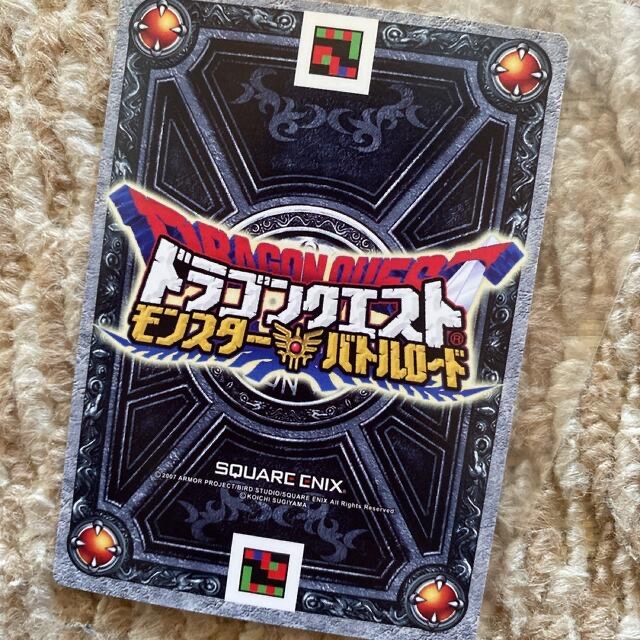 DRAGON QUEST
ドラゴンクエスト®
モンスターバトルロード
SQUARE ENIX®
©2007 ARMOR PROJECT/BIRD STUDIO/SQUARE ENIX All Rights Reserved.
©KOICHI SUGIYAMA